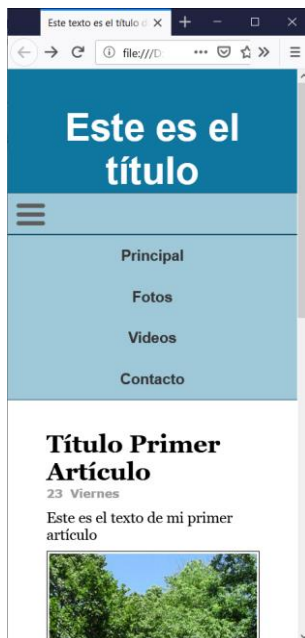 Este texto es el título d
file:///D
Este es el
título
Principal
Fotos
Videos
Contacto
Título Primer
Artículo
23 Viernes
Este es el texto de mi primer
artículo